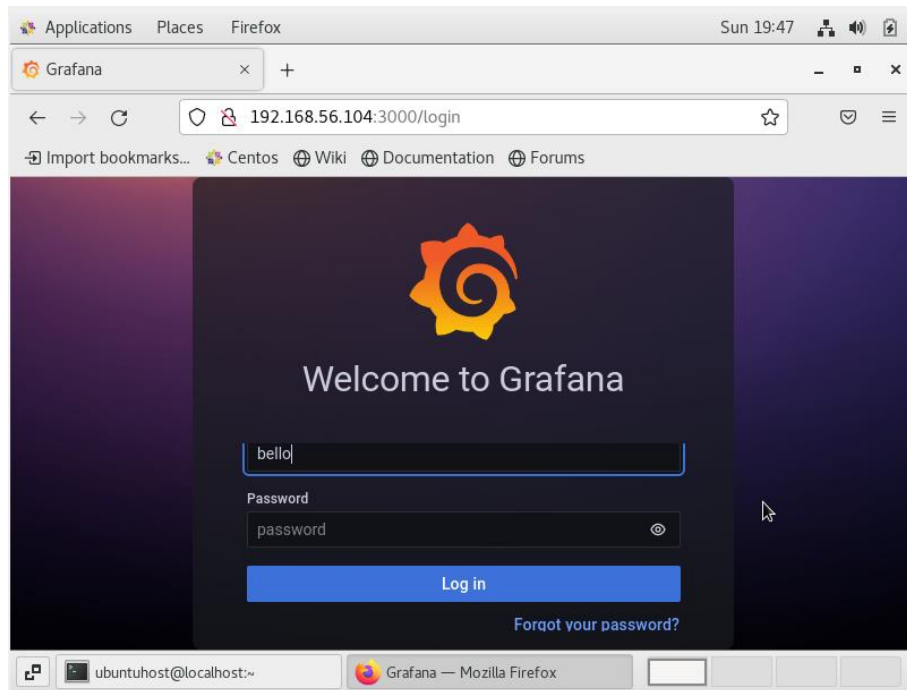 Applications Places Firefox Sun 19:47
Grafana
192.168.56.104:3000/login
Import bookmarks... Centos Wiki Documentation Forums
Welcome to Grafana
bello
Password
password
Log in
Forgot your password?
ubuntuhost@localhost:~ Grafana — Mozilla Firefox